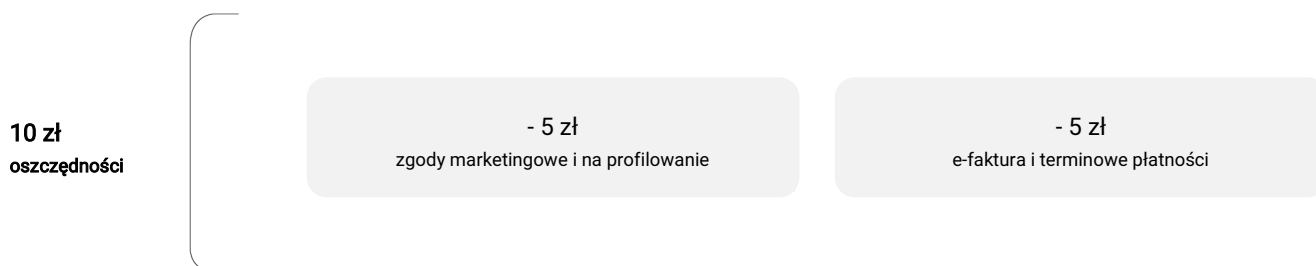 10 zł
oszczędności
- 5 zł
zgody marketingowe i na profilowanie
- 5 zł
e-faktura i terminowe płatności